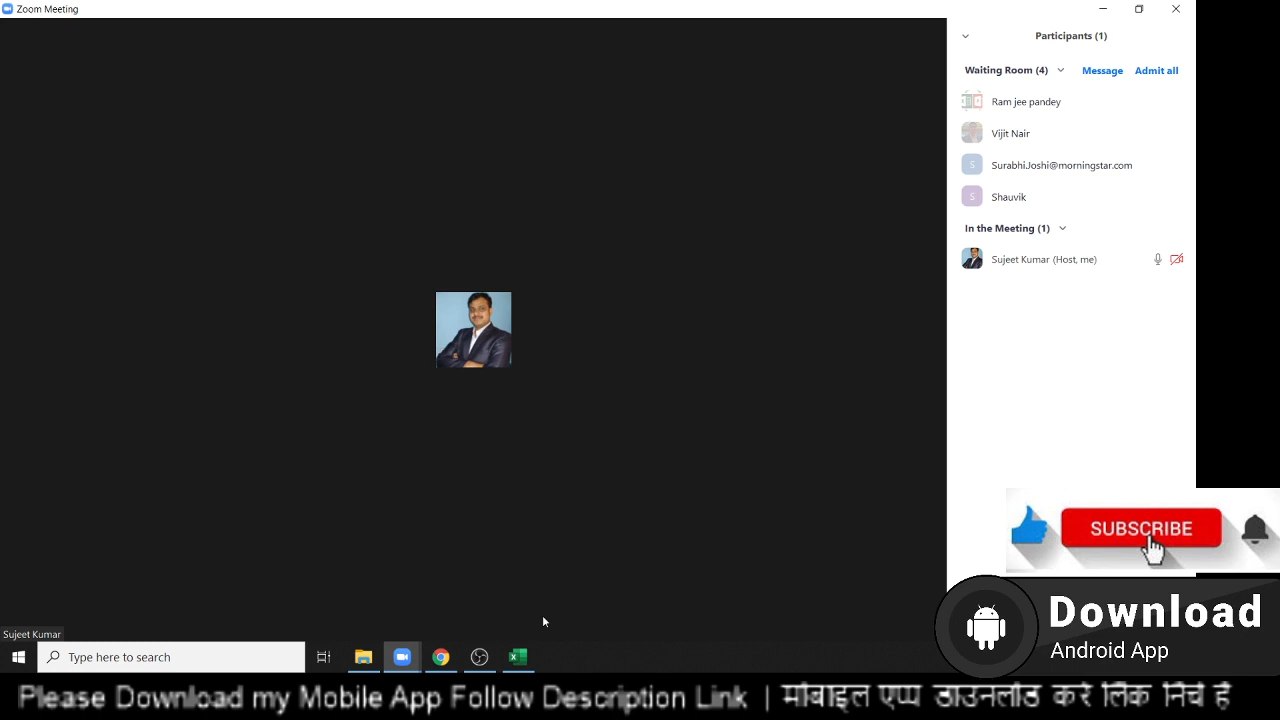 Zoom Meeting
Participants (1)
Waiting Room (4)
Message
Admit all
Ram jee pandey
Vijit Nair
S
Surabhi.Joshi@morningstar.com
S
Shauvik
In the Meeting (1)
Sujeet Kumar (Host, me)
SUBSCRIBE
Download
Android App
Sujeet Kumar
Type here to search
Please Download my Mobile App Follow Description Link | मोबाइल एप्प डाउनलोड करे लिंक निचे है